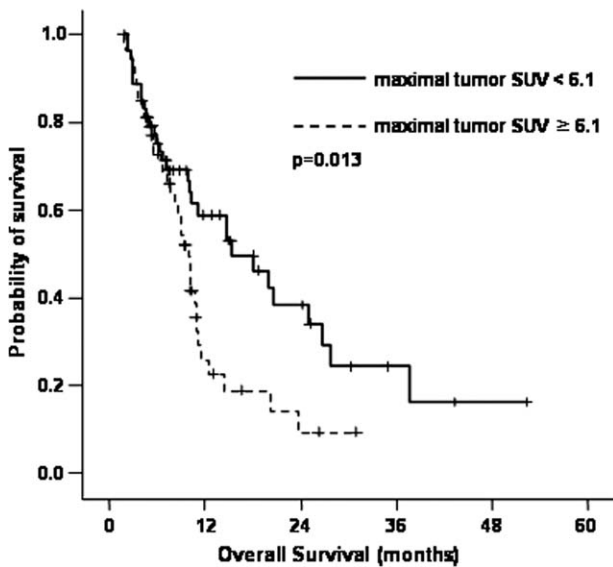 1.0
0.8
0.6
0.4
0.2
0.0
Probability of survival
maximal tumor SUV < 6.1
maximal tumor SUV ≥ 6.1
p=0.013
0 12 24 36 48 60
Overall Survival (months)